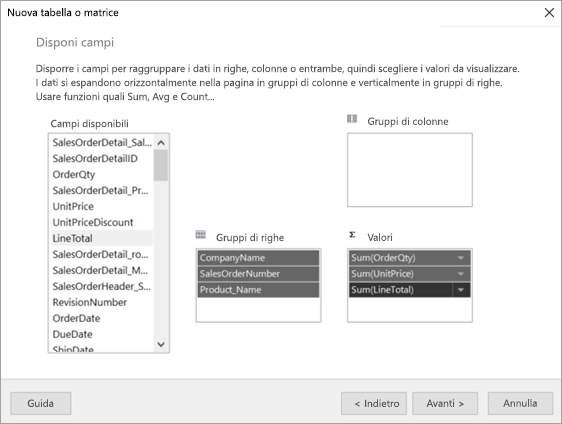 Nuova tabella o matrice
Disponi campi
Disporre i campi per raggruppare i dati in righe, colonne o entrambe, quindi scegliere i valori da visualizzare.
I dati si espandono orizzontalmente nella pagina in gruppi di colonne e verticalmente in gruppi di righe.
Usare funzioni quali Sum, Avg e Count...
Campi disponibili
SalesOrderDetail_Sal...
SalesOrderDetailID
OrderQty
SalesOrderDetail_Pr...
UnitPrice
UnitPriceDiscount
LineTotal
SalesOrderDetail_ro...
SalesOrderDetail_M...
SalesOrderHeader_S...
RevisionNumber
OrderDate
DueDate
ShipDate
Gruppi di colonne
Gruppi di righe
CompanyName
SalesOrderNumber
Product_Name
Σ Valori
Sum(OrderQty)
Sum(UnitPrice)
Sum(LineTotal)
Guida
< Indietro
Avanti >
Annulla